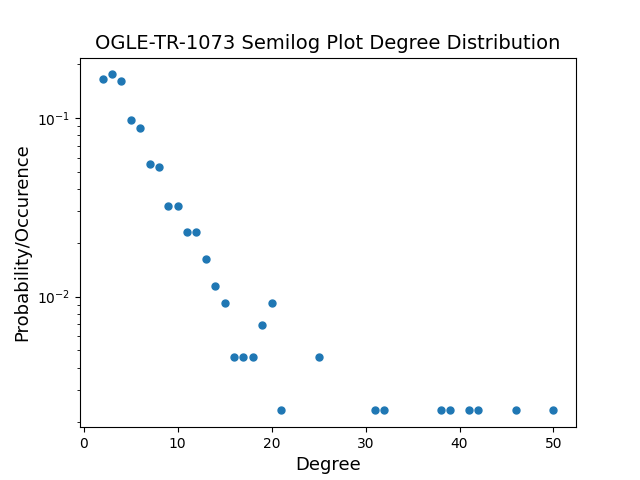 OGLE-TR-1073 Semilog Plot Degree Distribution
Probability/Occurence
10⁻¹
10⁻²
0 10 20 30 40 50
Degree